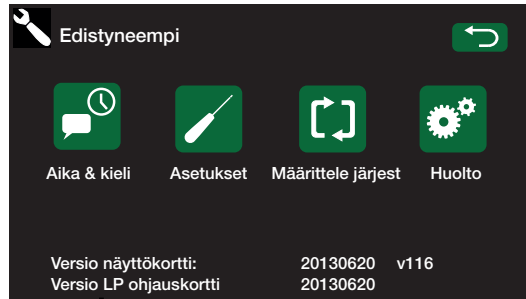 Edistyneempi
Aika & kieli Asetukset Määrittele järjest Huolto
Versio näyttökortti: 20130620 v116
Versio LP ohjauskortti 20130620